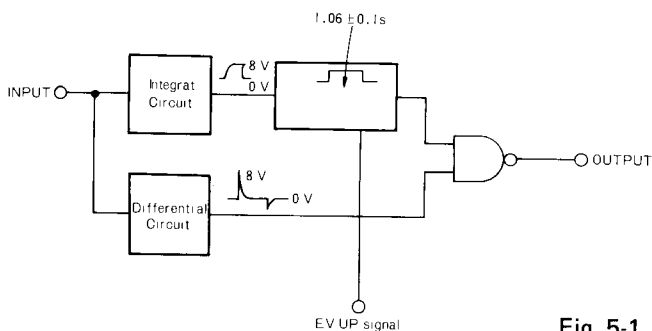 1.06±0.1s
8 V
0 V
Integrat
Circuit
INPUT
OUTPUT
8 V
0 V
Differential
Circuit
EV UP signal
Fig. 5-1